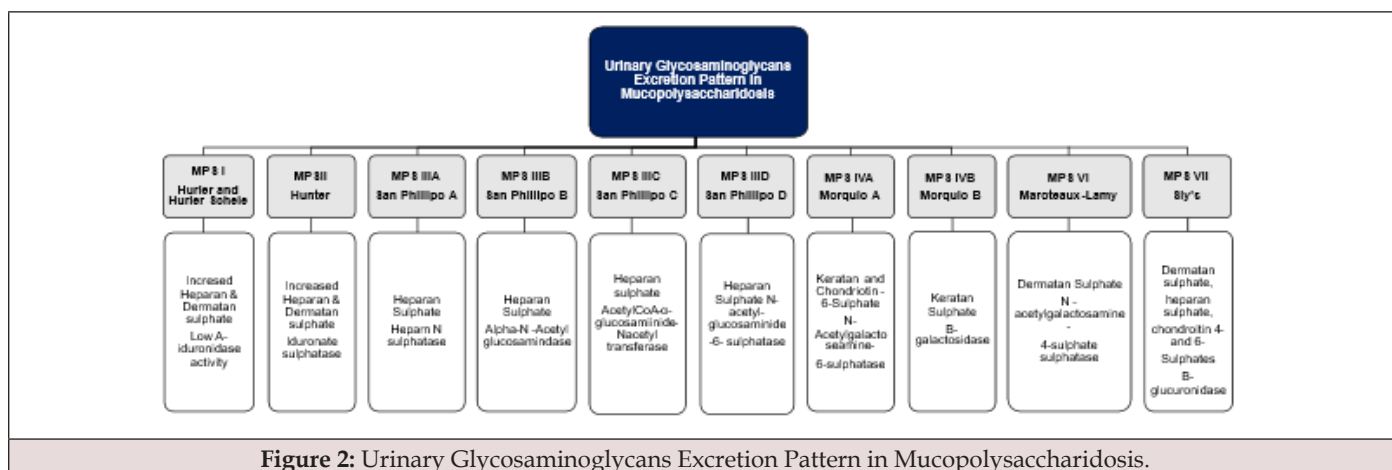 Urinary Glycosaminoglycans
Excretion Pattern in
Mucopolysaccharidosis
MPS I
Hurler and
Hurler Schele
MPSII
Hunter
MPS IIIA
San Phillipo A
MPS IIIB
San Phillipo B
MPS IIIC
San Phillipo C
MPS IIID
San Phillipo D
MPS IVA
Morquio A
MPS IVB
Morquio B
MPS VI
Maroteaux-Lamy
MPS VII
Sly's
Incresed
Heparan &
Dermatan
sulphate
Low A-
iduronidase
activity
Increased
Heparan &
Dermatan
sulphate
Iduronate
sulphatase
Heparan
Sulphate
Heparn N
sulphatase
Heparan
Sulphate
Alpha-N -Acetyl
glucosamindase
Heparan
sulphate
AcetylCoA-α-
glucosamiinide-
Nacetyl
transferase
Heparan
Sulphate N-
acetyl-
glucosaminide
-6- sulphatase
Keratan and
Chondriotin -
6-Sulphate
N-
Acetylgalacto
seamine-
6-sulphatase
Keratan
Sulphate
B-
galactosidase
Dermatan Sulphate
N -
acetylgalactosamine
-
4-sulphate
sulphatase
Dermatan
sulphate,
heparan
sulphate,
chondroitin 4-
and 6-
Sulphates
B-
glucuronidase
Figure 2: Urinary Glycosaminoglycans Excretion Pattern in Mucopolysaccharidosis.